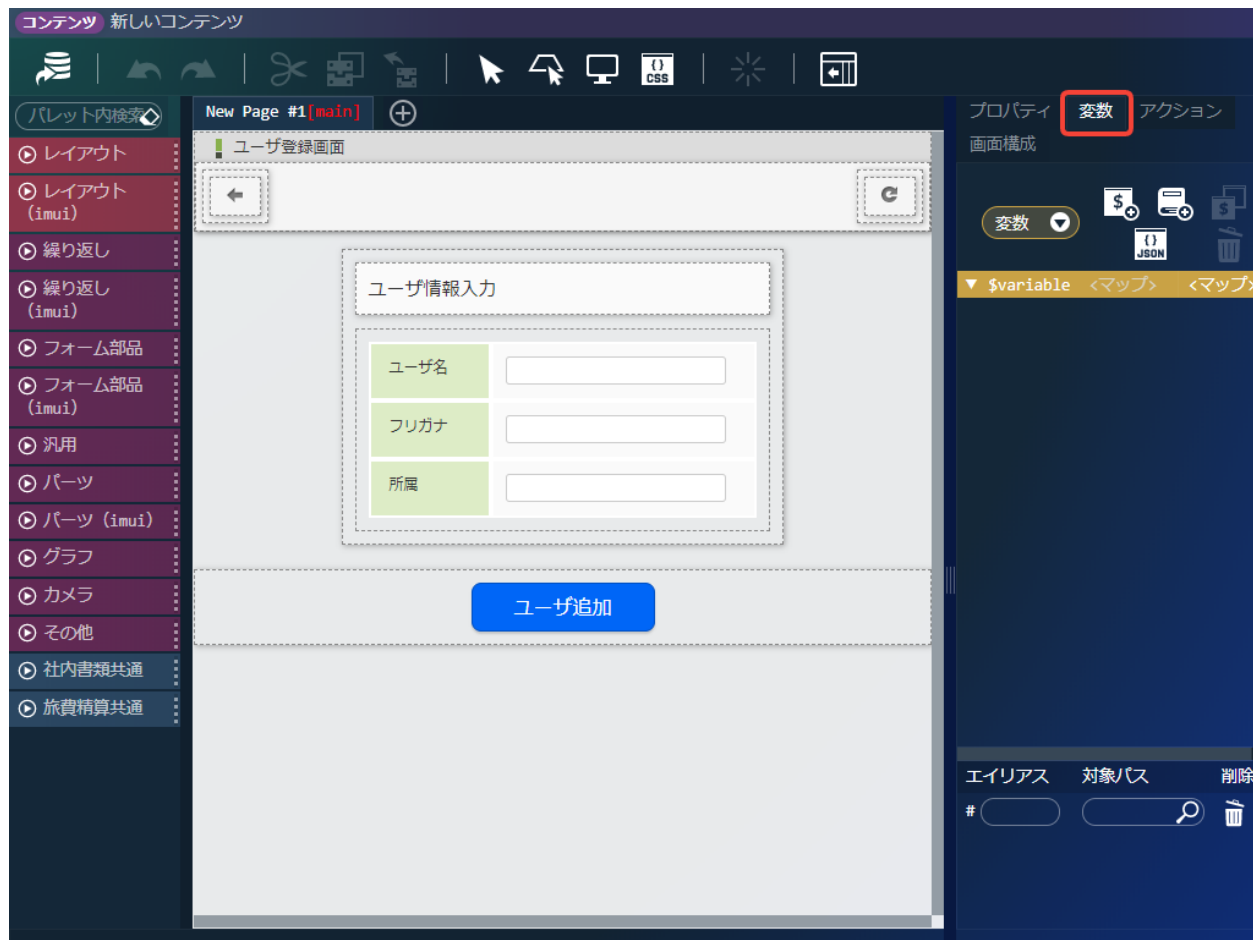 コンテンツ 新しいコンテンツ
{} CSS
パレット内検索
レイアウト
レイアウト
(imui)
繰り返し
繰り返し
(imui)
フォーム部品
フォーム部品
(imui)
汎用
パーツ
パーツ (imui)
グラフ
カメラ
その他
社内書類共通
旅費精算共通
New Page #1[main]
ユーザ登録画面
ユーザ情報入力
ユーザ名
フリガナ
所属
ユーザ追加
プロパティ 変数 アクション
画面構成
変数
$
$
{} JSON
▼ $variable <マップ> <マップ>
エイリアス 対象パス 削除
#